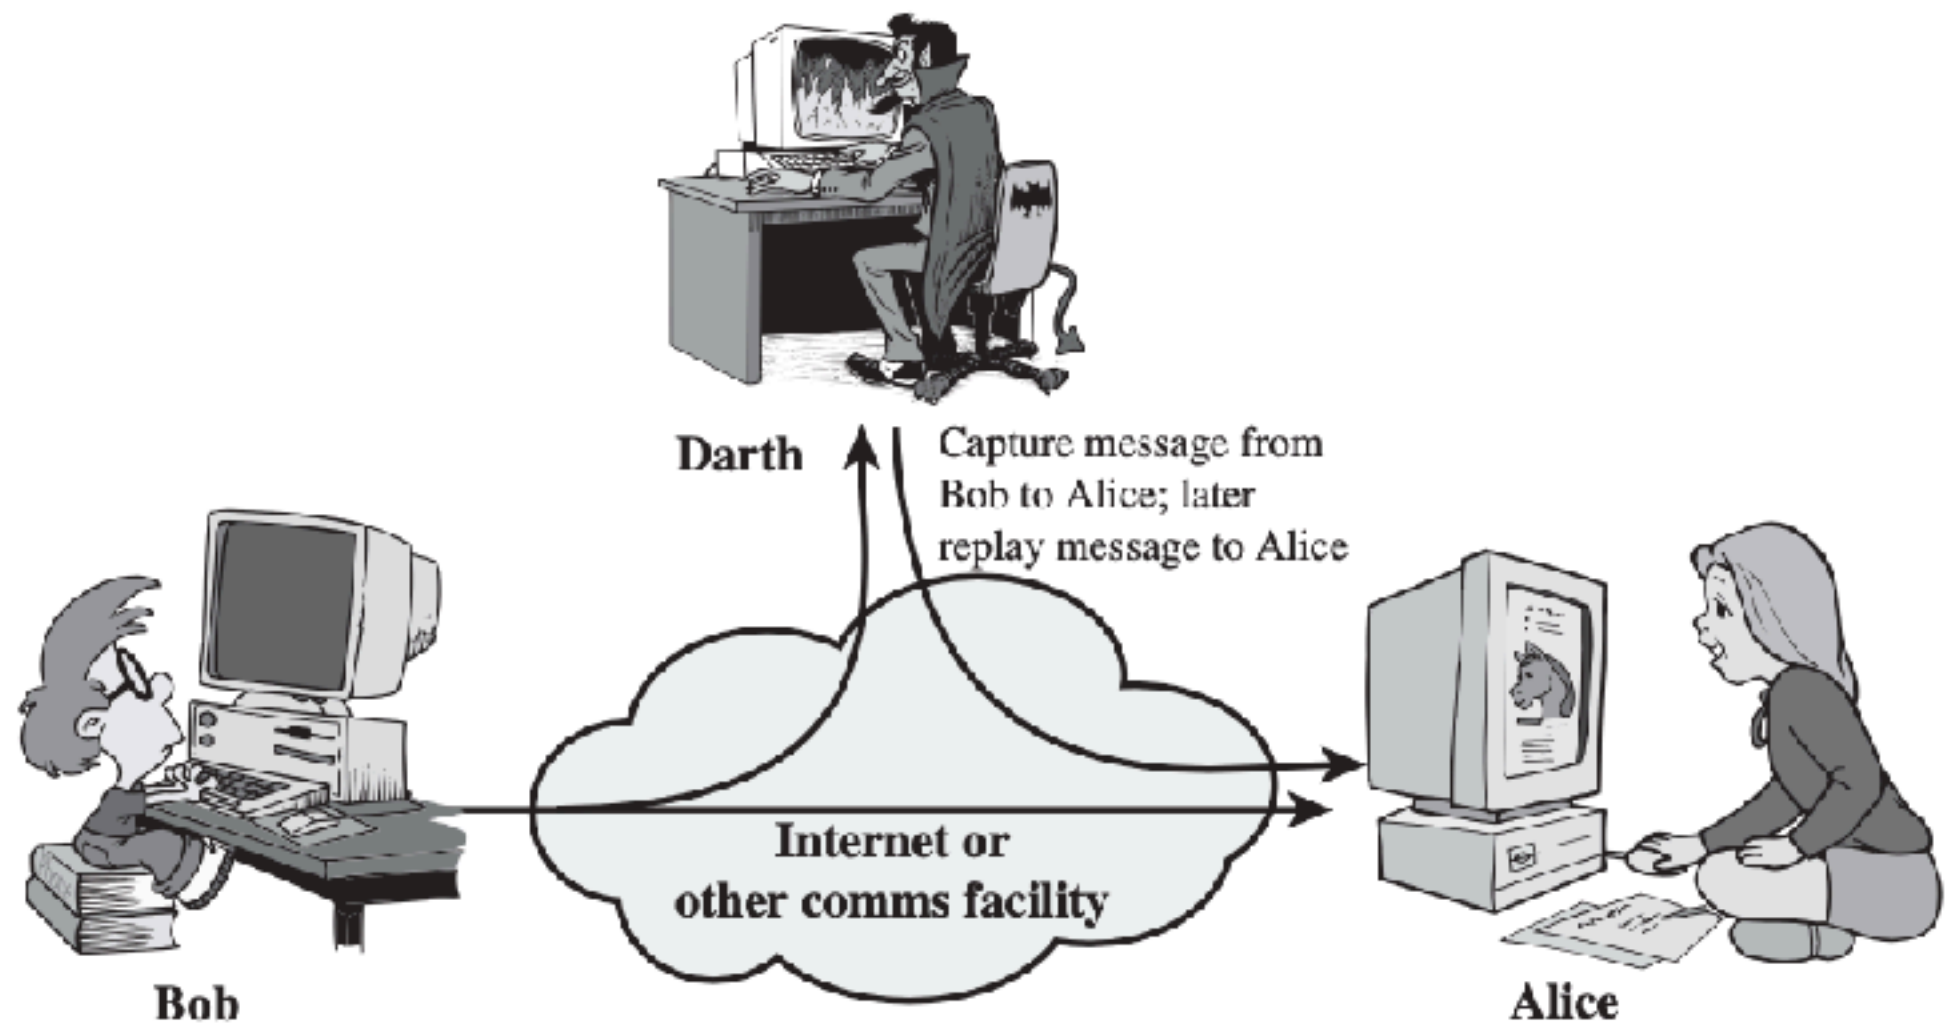 Darth
Capture message from
Bob to Alice; later
replay message to Alice
Internet or
other comms facility
Bob
Alice